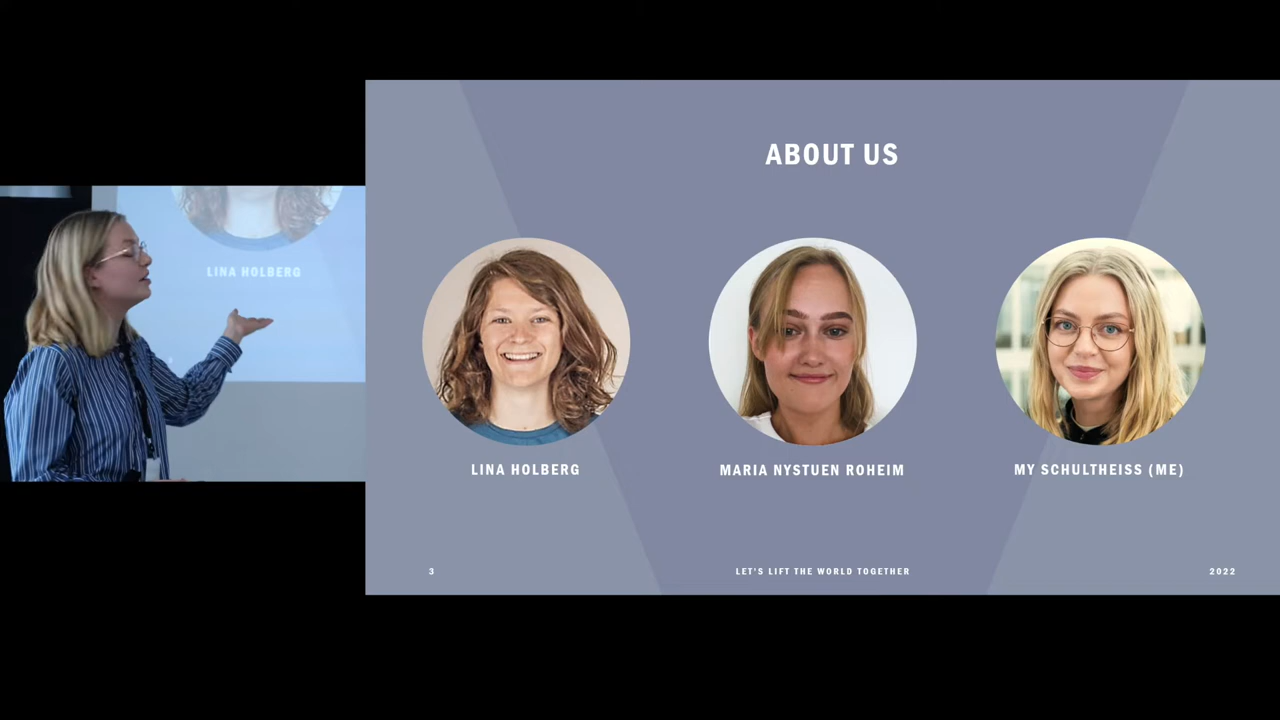 LINA HOLBERG
ABOUT US
LINA HOLBERG
MARIA NYSTUEN ROHEIM
MY SCHULTHEISS (ME)
3
LET'S LIFT THE WORLD TOGETHER
2022